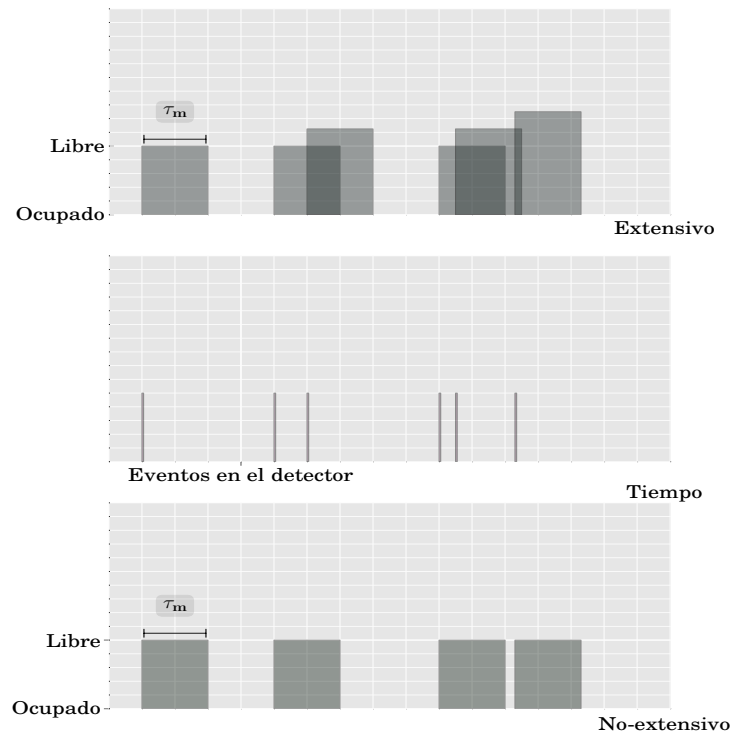 τm
Libre
Ocupado
Extensivo
Eventos en el detector
Tiempo
τm
Libre
Ocupado
No-extensivo